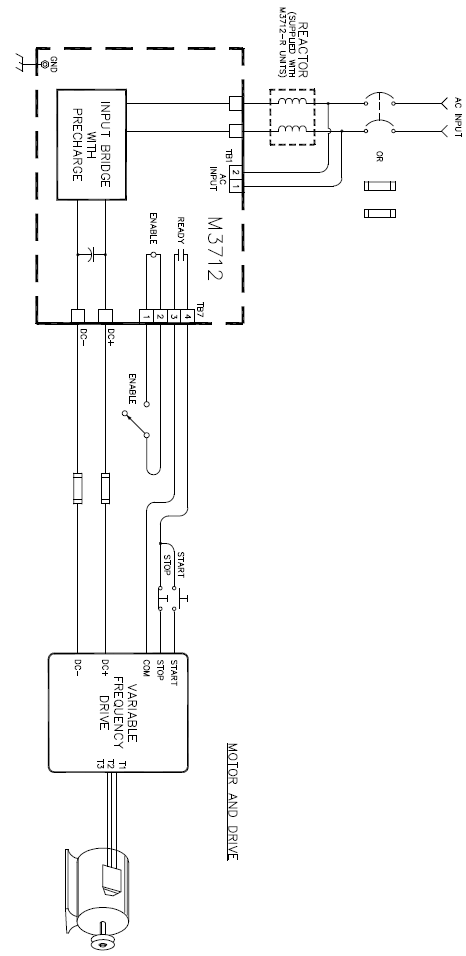 AC INPUT
OR
REACTOR
(SUPPLIED WITH
M3712-R UNITS)
GND
INPUT BRIDGE
WITH
PRECHARGE
TB1
2
1
AC
INPUT
M3712
READY
ENABLE
TB7
4
3
2
1
DC+
DC-
ENABLE
START
STOP
START
STOP
COM
DC+
DC-
VARIABLE
FREQUENCY
DRIVE
T1
T2
T3
MOTOR AND DRIVE